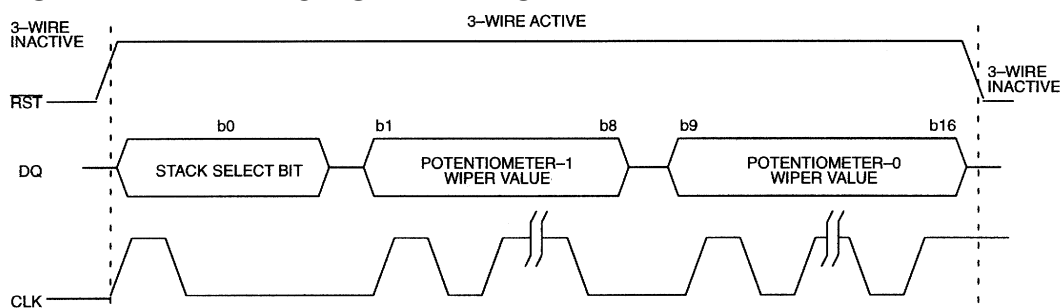 3–WIRE
INACTIVE
3–WIRE ACTIVE
3–WIRE
INACTIVE
RST
b0
b1
b8
b9
b16
DQ
STACK SELECT BIT
POTENTIOMETER–1
WIPER VALUE
POTENTIOMETER–0
WIPER VALUE
CLK